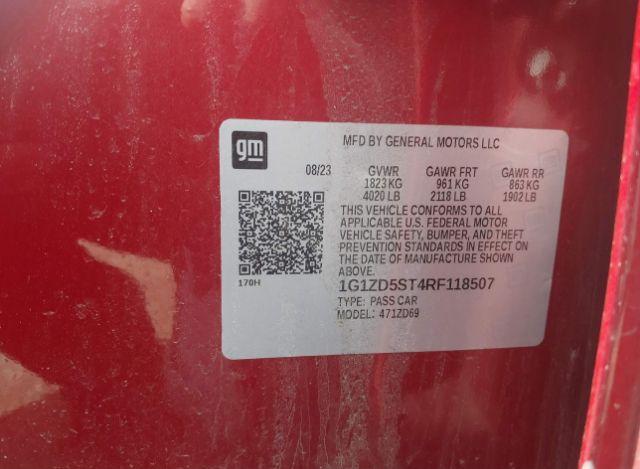 gm
MFD BY GENERAL MOTORS LLC
08/23 GVWR GAWR FRT GAWR RR
1823 KG 961 KG 863 KG
4020 LB 2118 LB 1902 LB
THIS VEHICLE CONFORMS TO ALL
APPLICABLE U.S. FEDERAL MOTOR
VEHICLE SAFETY, BUMPER, AND THEFT
PREVENTION STANDARDS IN EFFECT ON
THE DATE OF MANUFACTURE SHOWN
ABOVE.
170H
1G1ZD5ST4RF118507
TYPE: PASS CAR
MODEL: 471ZD69